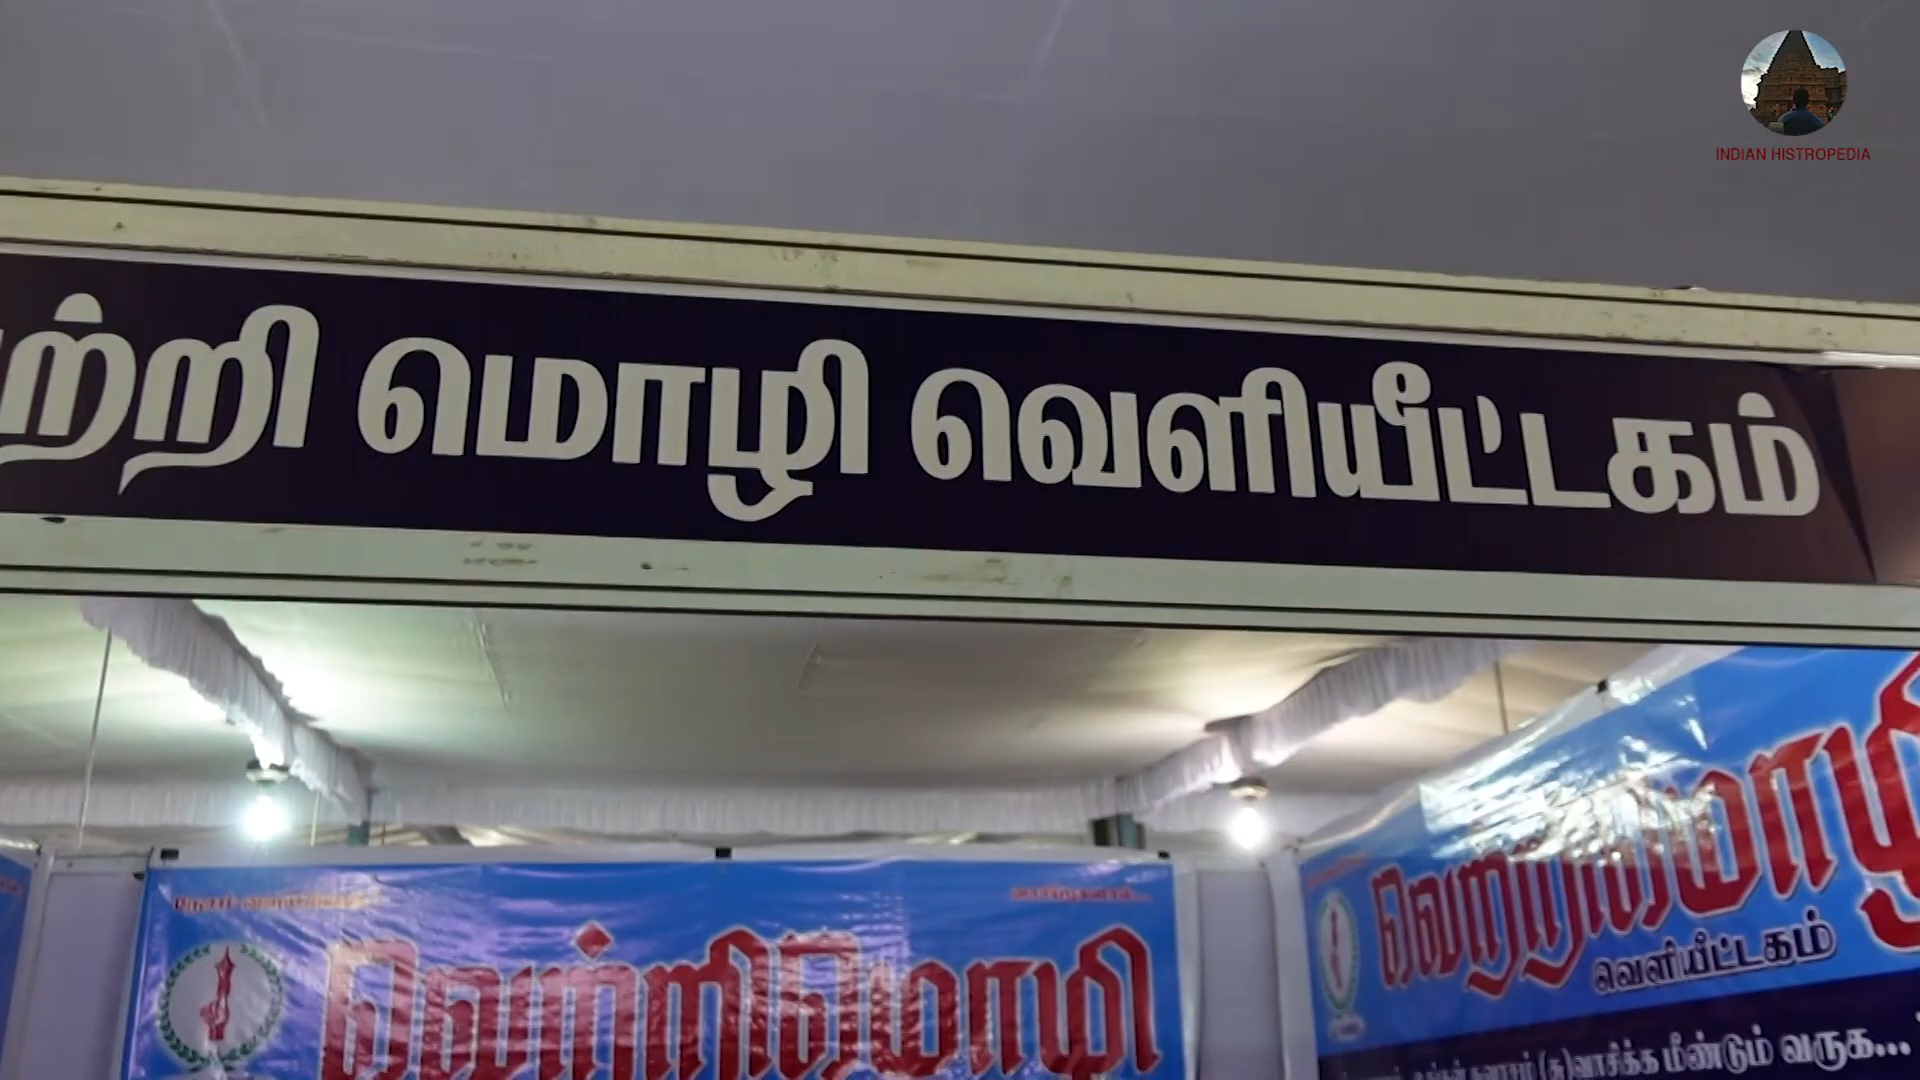 INDIAN HISTROPEDIA
ற்றி மொழி வெளியீட்டகம்
வெற்றிமொழி
வெற்றிமொழி
வெளியீட்டகம்
வாசிக்க மீண்டும் வருக...